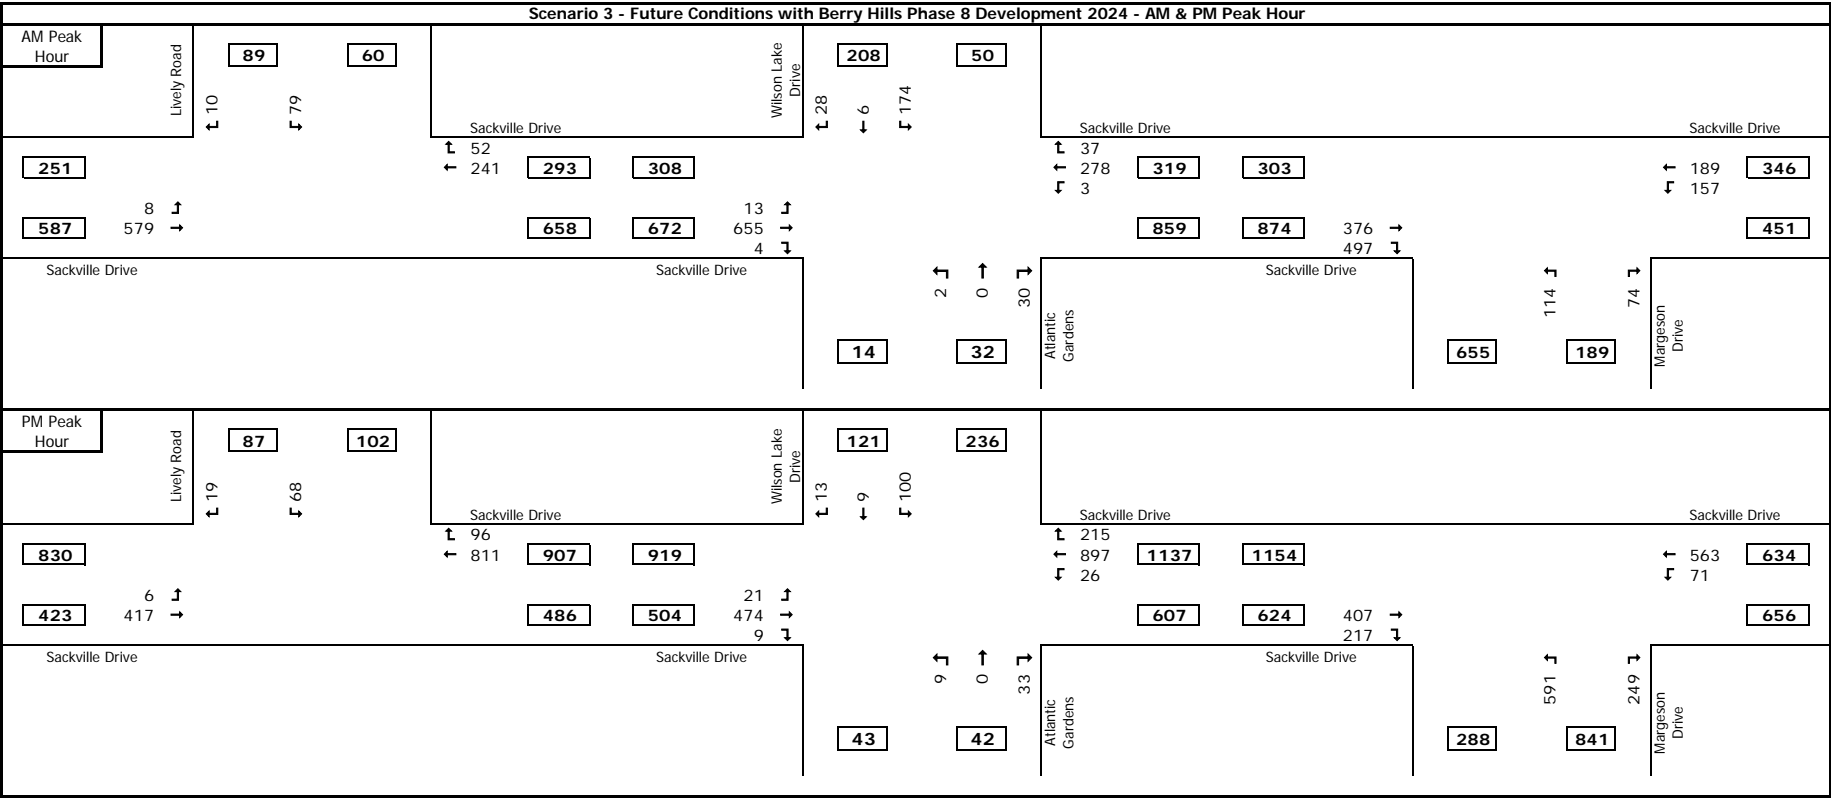 Scenario 3 - Future Conditions with Berry Hills Phase 8 Development 2024 - AM & PM Peak Hour
AM Peak
Hour
Lively Road
89
60
10
79
Wilson Lake
Drive
208
50
28
6
174
Sackville Drive
Sackville Drive
Sackville Drive
251
52
241
293
308
37
278
3
319
303
189
157
346
8
579
587
658
672
13
655
4
859
874
376
497
451
Sackville Drive
Sackville Drive
Sackville Drive
2
0
30
Atlantic
Gardens
14
32
114
74
Margeson
Drive
655
189
PM Peak
Hour
Lively Road
87
102
19
68
Wilson Lake
Drive
121
236
13
9
100
Sackville Drive
Sackville Drive
Sackville Drive
830
96
811
907
919
215
897
26
1137
1154
563
71
634
6
417
423
486
504
21
474
9
607
624
407
217
656
Sackville Drive
Sackville Drive
Sackville Drive
9
0
33
Atlantic
Gardens
43
42
591
249
Margeson
Drive
288
841